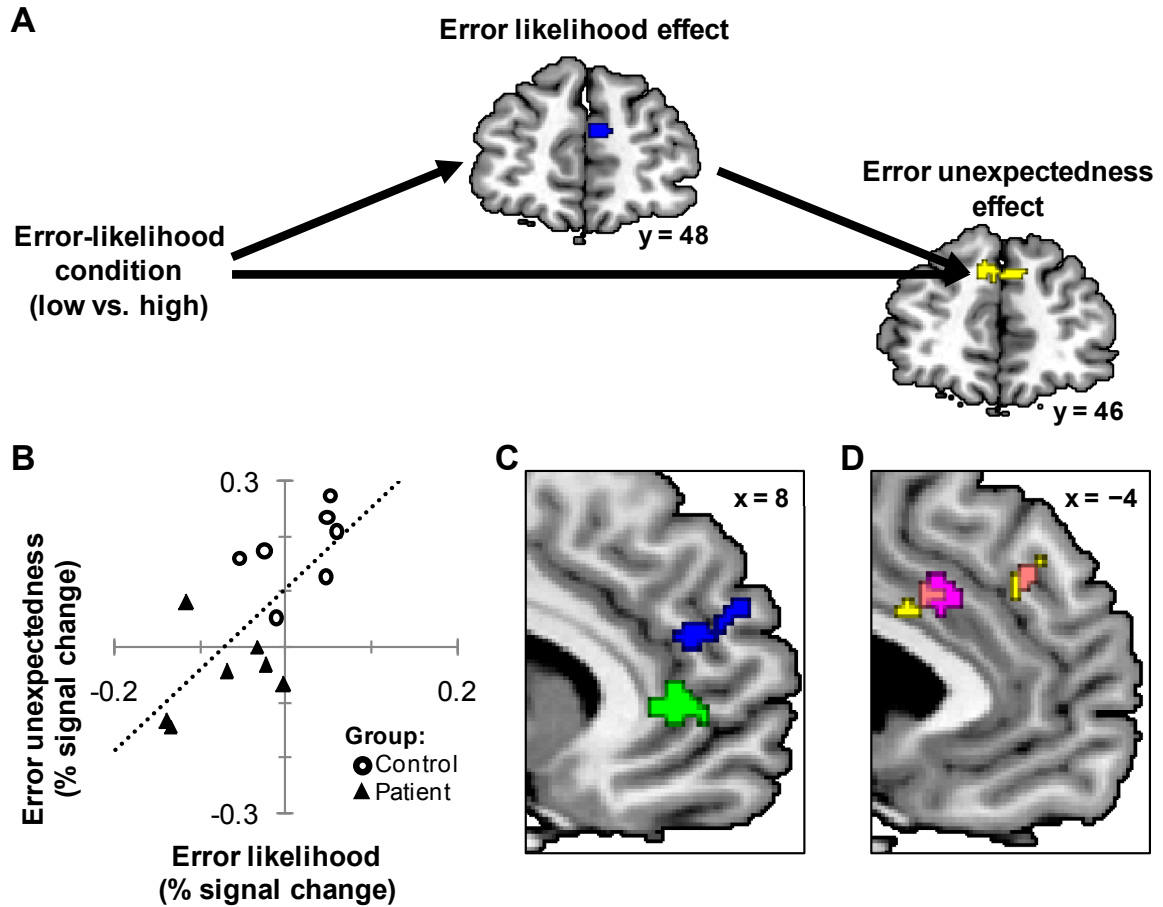 A
Error likelihood effect
y = 48
Error unexpectedness
effect
y = 46
Error-likelihood
condition
(low vs. high)
B
0.3
-0.2
0.2
-0.3
Error unexpectedness
(% signal change)
Group:
Control
Patient
Error likelihood
(% signal change)
C
x = 8
D
x = −4